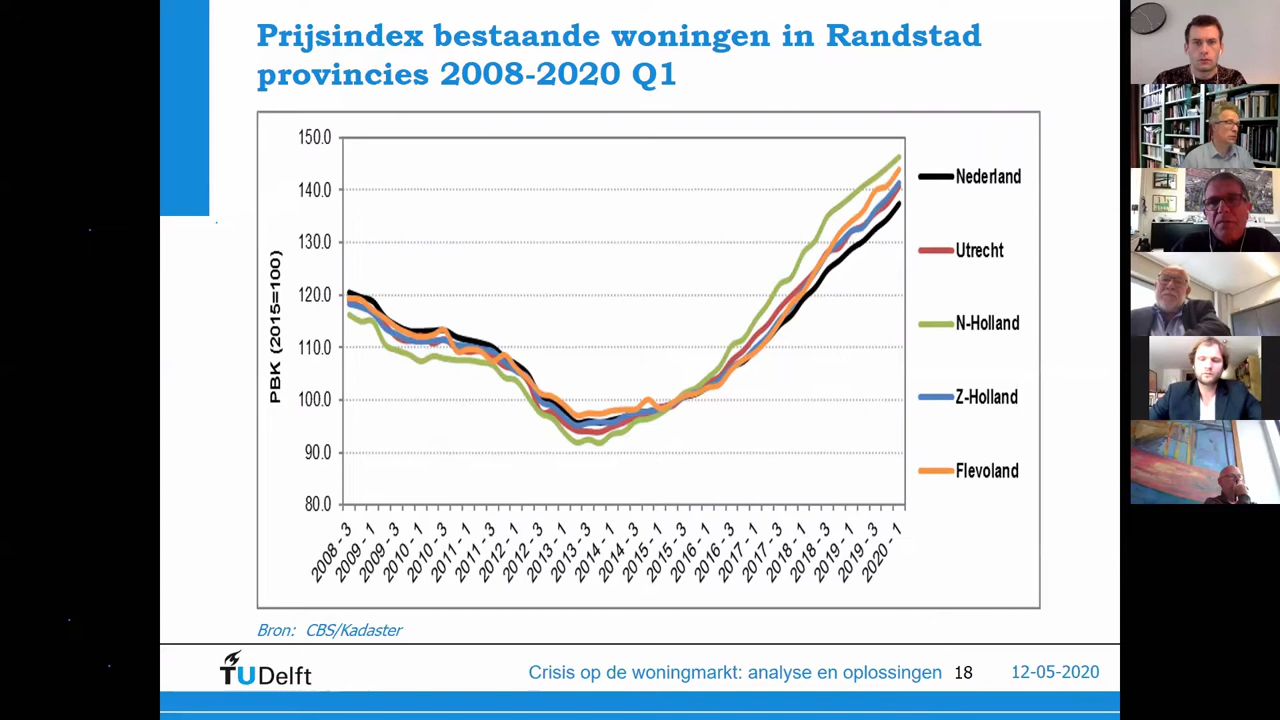 Prijsindex bestaande woningen in Randstad
provincies 2008-2020 Q1
150.0
140.0
130.0
120.0
110.0
100.0
90.0
80.0
PBK (2015=100)
2008 - 3
2009 - 1
2009 - 3
2010 - 1
2010 - 3
2011 - 1
2011 - 3
2012 - 1
2012 - 3
2013 - 1
2013 - 3
2014 - 1
2014 - 3
2015 - 1
2015 - 3
2016 - 1
2016 - 3
2017 - 1
2017 - 3
2018 - 1
2018 - 3
2019 - 1
2019 - 3
2020 - 1
Nederland
Utrecht
N-Holland
Z-Holland
Flevoland
Bron: CBS/Kadaster
TUDelft
Crisis op de woningmarkt: analyse en oplossingen 18 12-05-2020